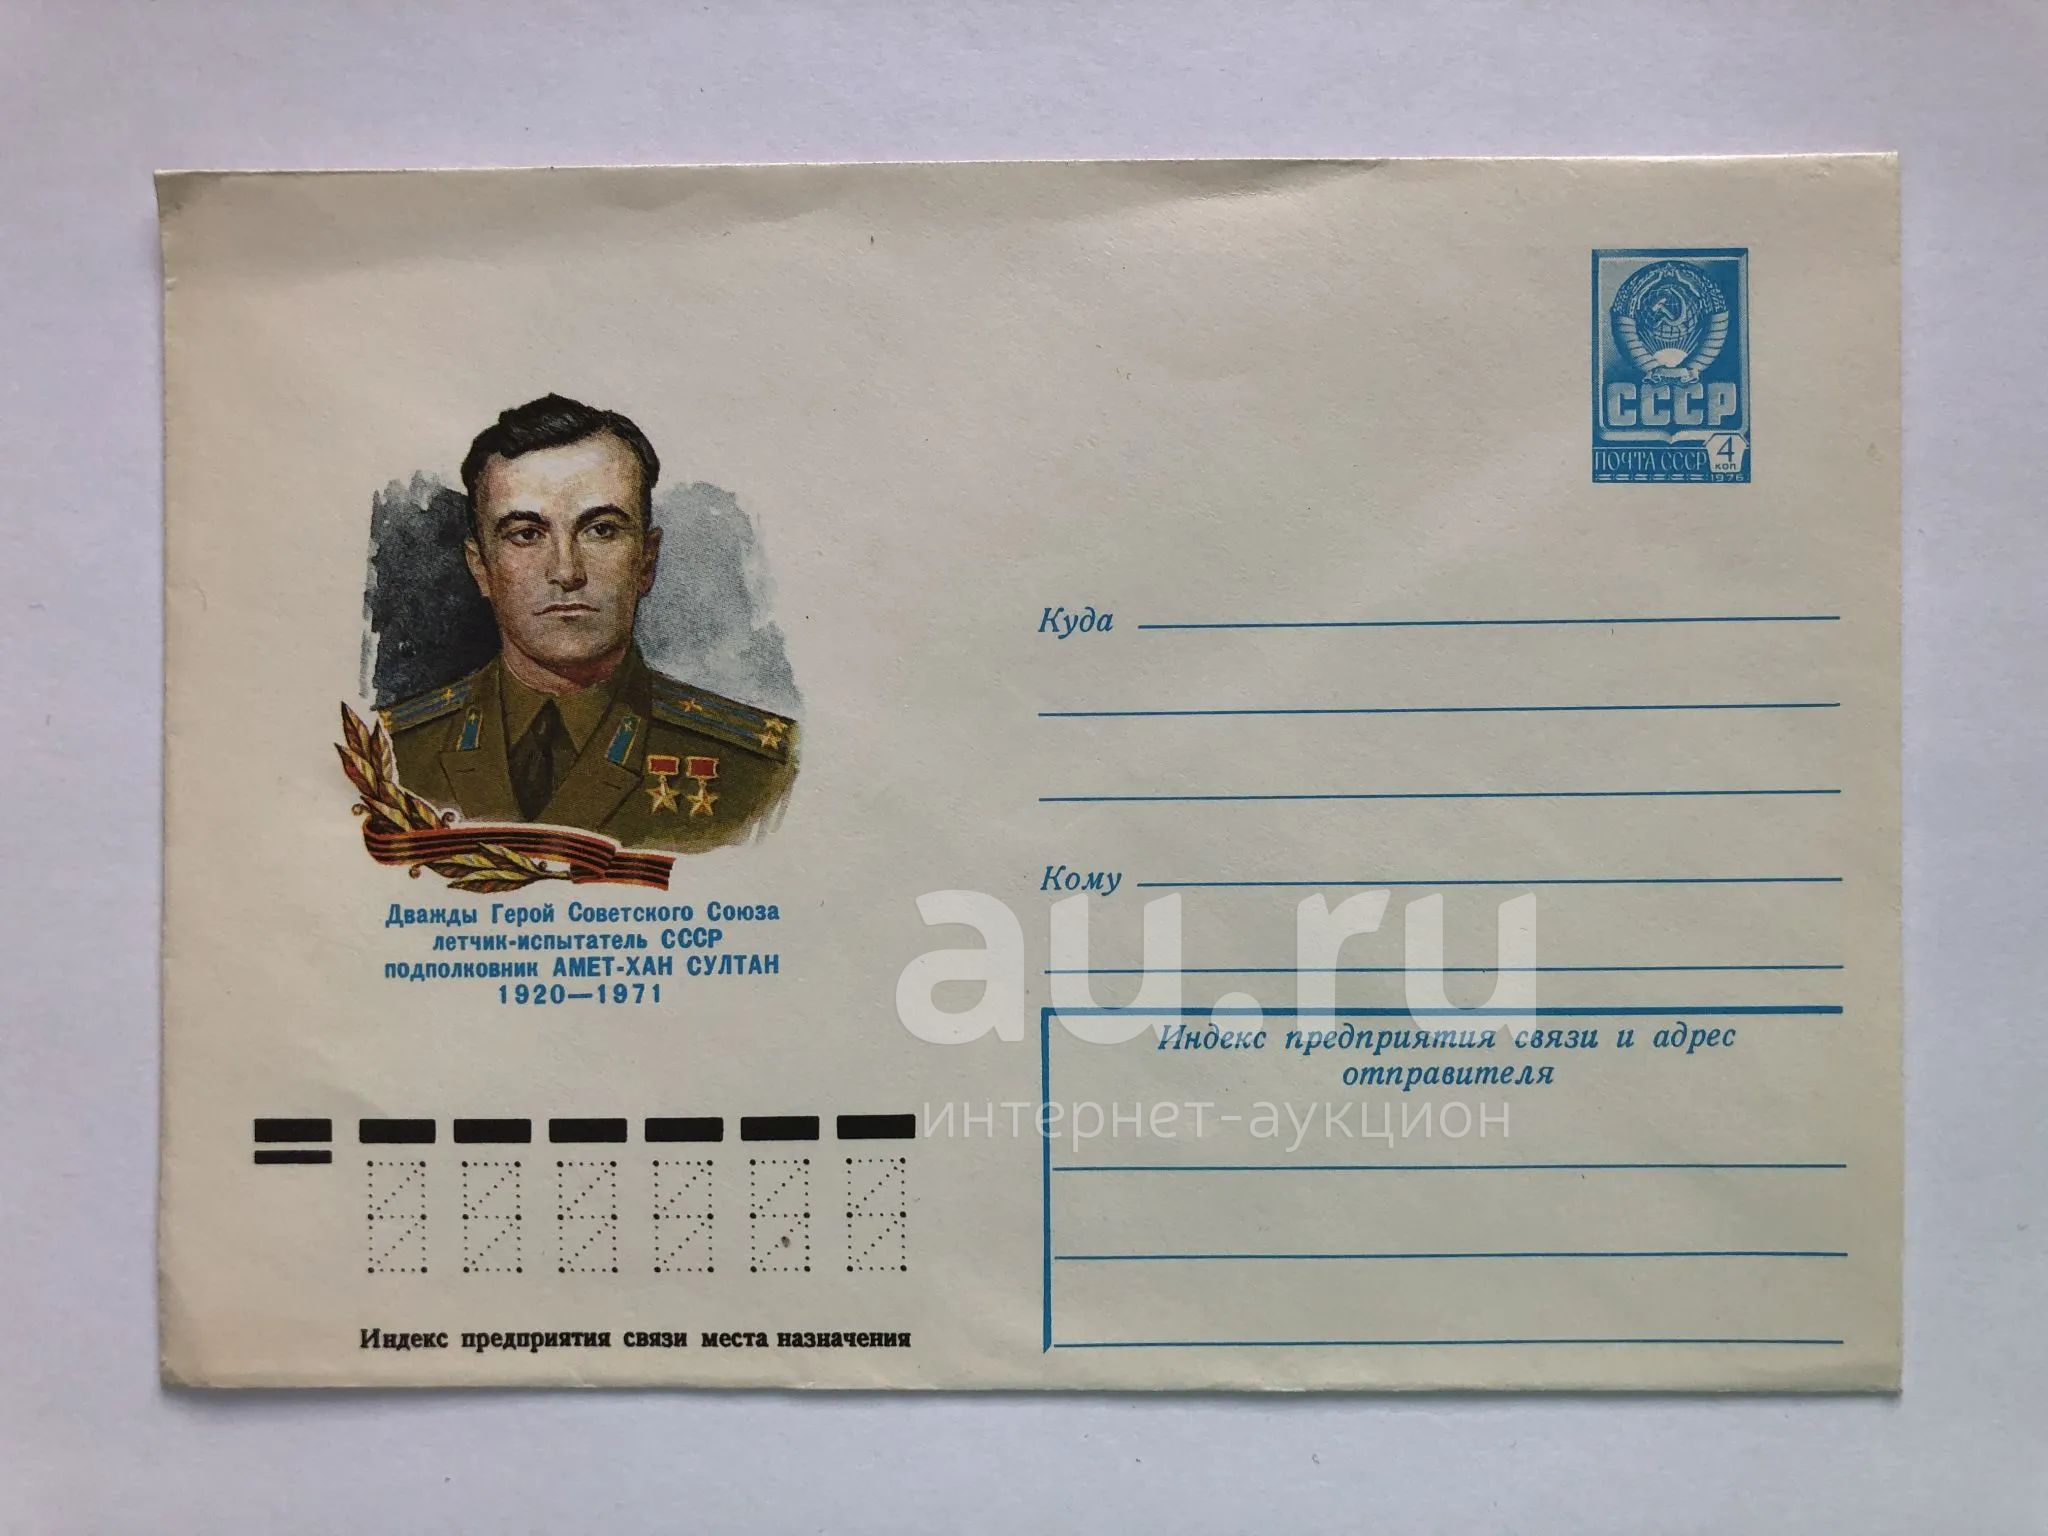 СССР
ПОЧТА СССР 4
КОП
1976
Куда
Кому
Дважды Герой Советского Союза
летчик-испытатель СССР
подполковник АМЕТ-ХАН СУЛТАН
1920—1971
au.ru
интернет-аукцион
Индекс предприятия связи и адрес
отправителя
Индекс предприятия связи места назначения